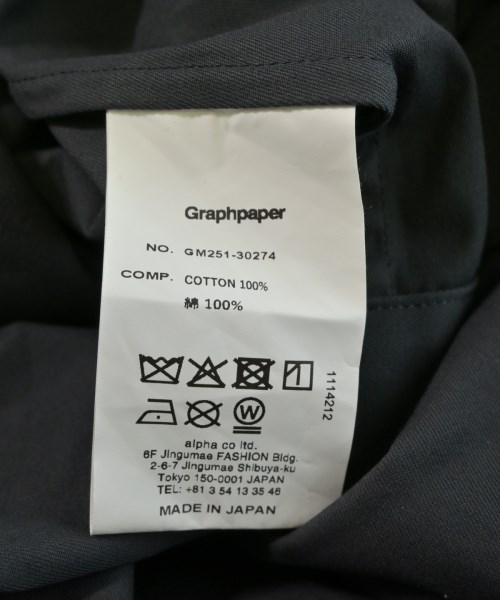 Graphpaper
NO. GM251-30274
COMP. COTTON 100%
綿 100%
1114212
W
alpha co ltd.
6F Jingumae FASHION Bldg.
2-6-7 Jingumae Shibuya-ku
Tokyo 150-0001 JAPAN
TEL: +81 3 54 13 35 46
MADE IN JAPAN